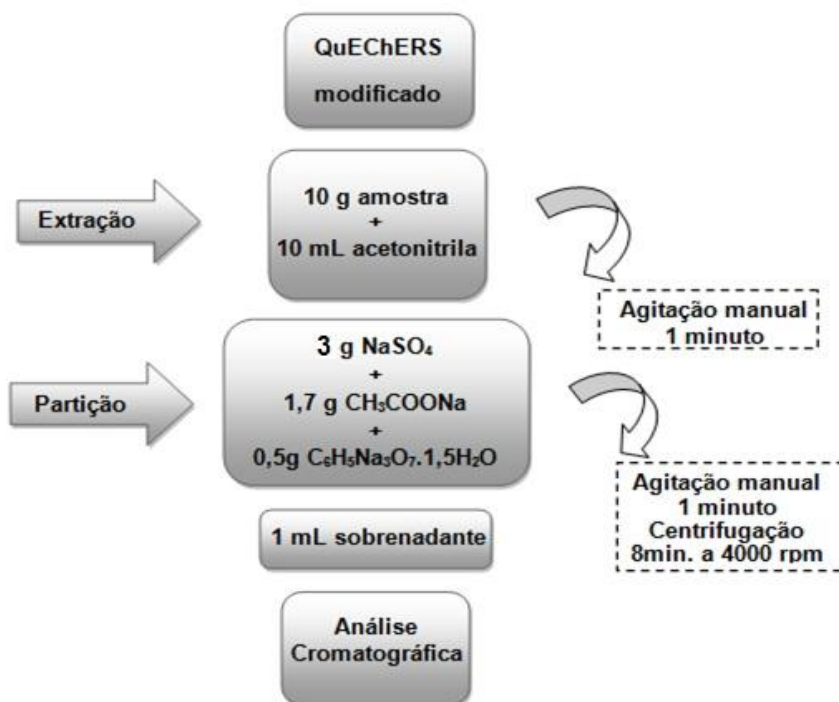 QuEChERS
modificado
Extração
10 g amostra
+
10 mL acetonitrila
Agitação manual
1 minuto
Partição
3 g NaSO₄
+
1,7 g CH₃COONa
+
0,5g C₆H₅Na₃O₇.1,5H₂O
Agitação manual
1 minuto
Centrifugação
8min. a 4000 rpm
1 mL sobrenadante
Análise
Cromatográfica